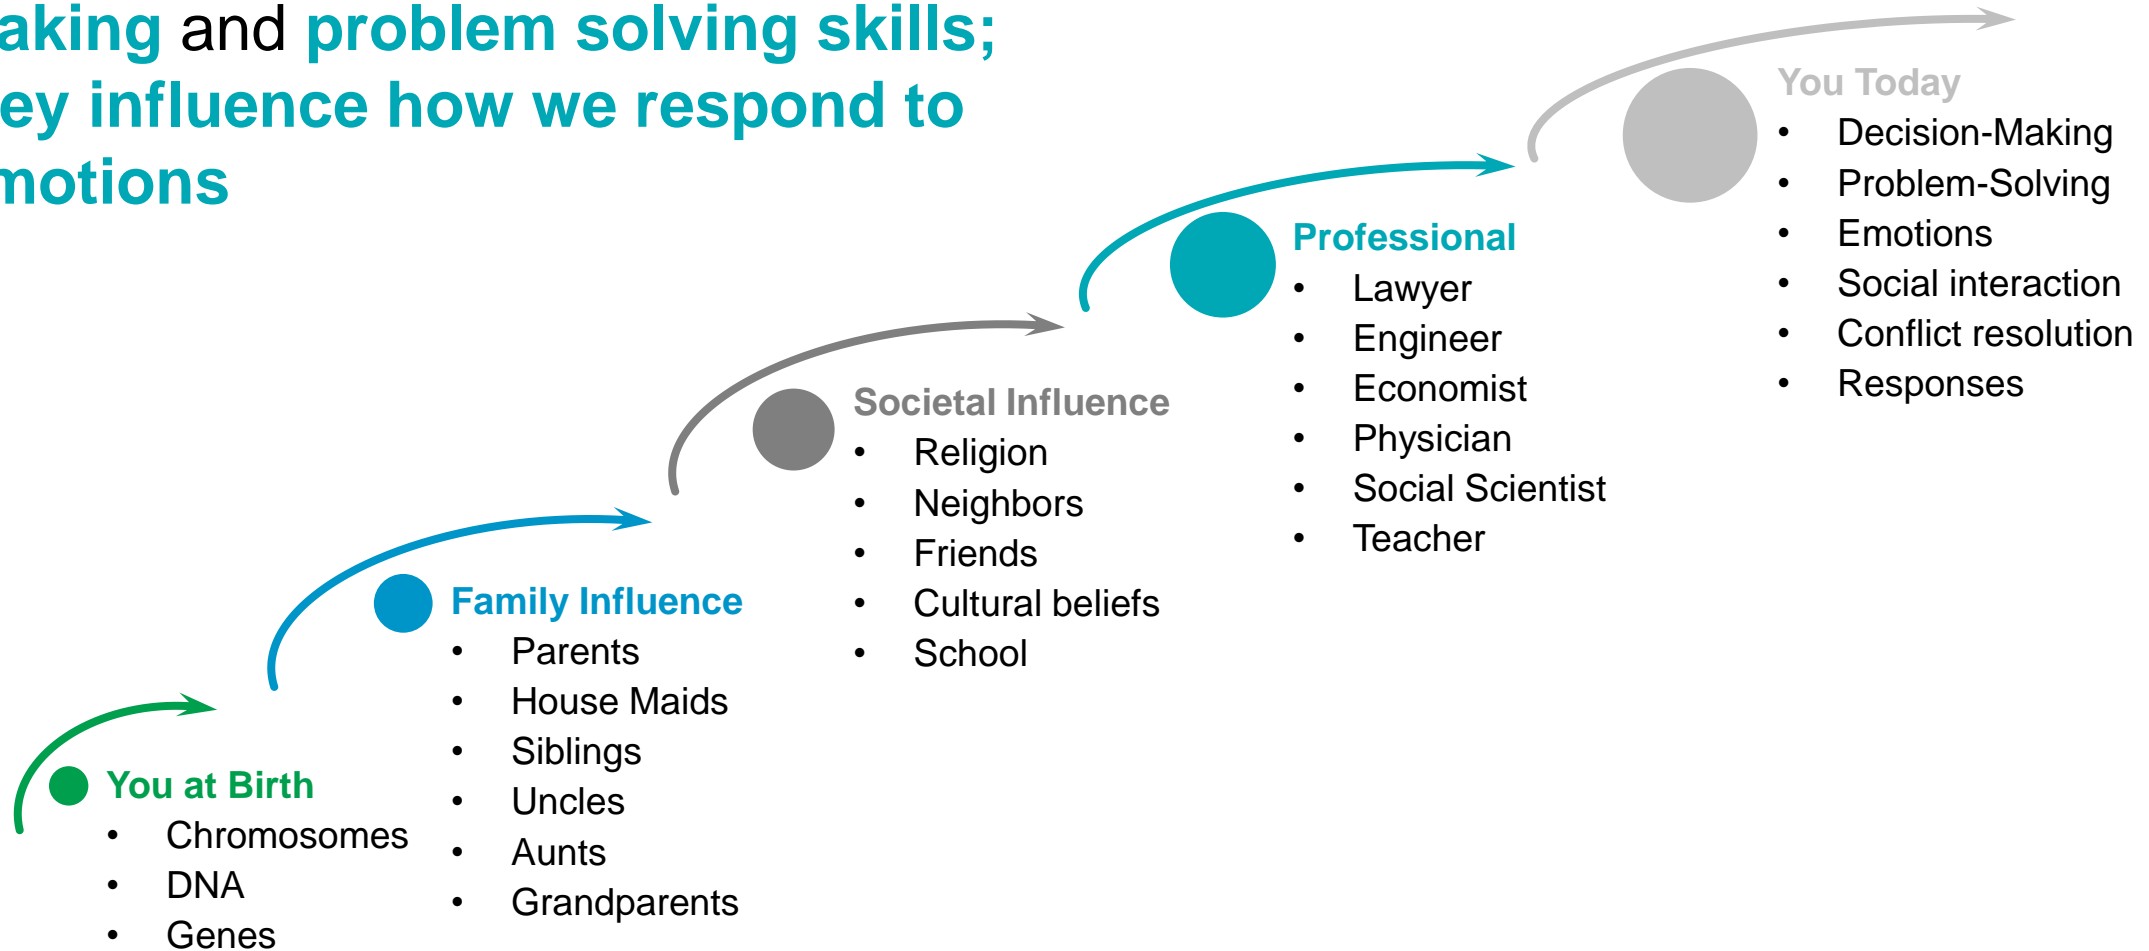 aking and problem solving skills;
ey influence how we respond to
motions
You at Birth
• Chromosomes
• DNA
• Genes
Family Influence
• Parents
• House Maids
• Siblings
• Uncles
• Aunts
• Grandparents
Societal Influence
• Religion
• Neighbors
• Friends
• Cultural beliefs
• School
Professional
• Lawyer
• Engineer
• Economist
• Physician
• Social Scientist
• Teacher
You Today
• Decision-Making
• Problem-Solving
• Emotions
• Social interaction
• Conflict resolution
• Responses